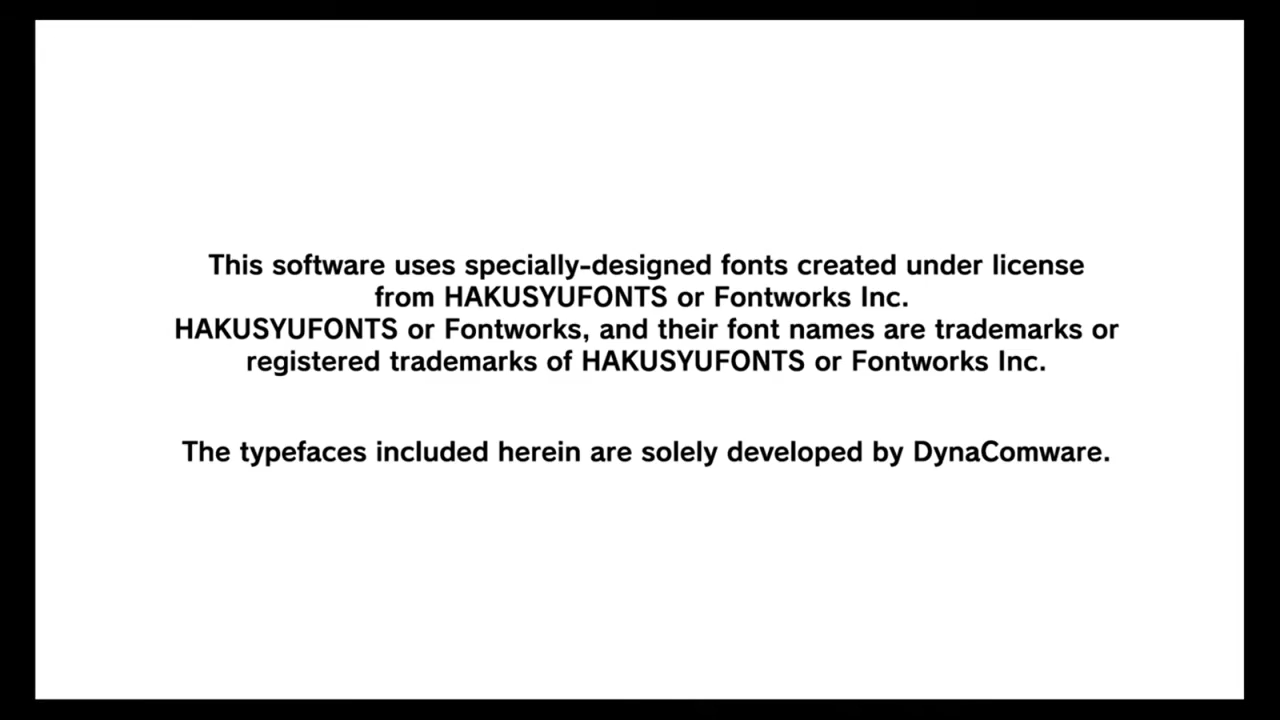 This software uses specially-designed fonts created under license
from HAKUSYUFONTS or Fontworks Inc.
HAKUSYUFONTS or Fontworks, and their font names are trademarks or
registered trademarks of HAKUSYUFONTS or Fontworks Inc.
The typefaces included herein are solely developed by DynaComware.